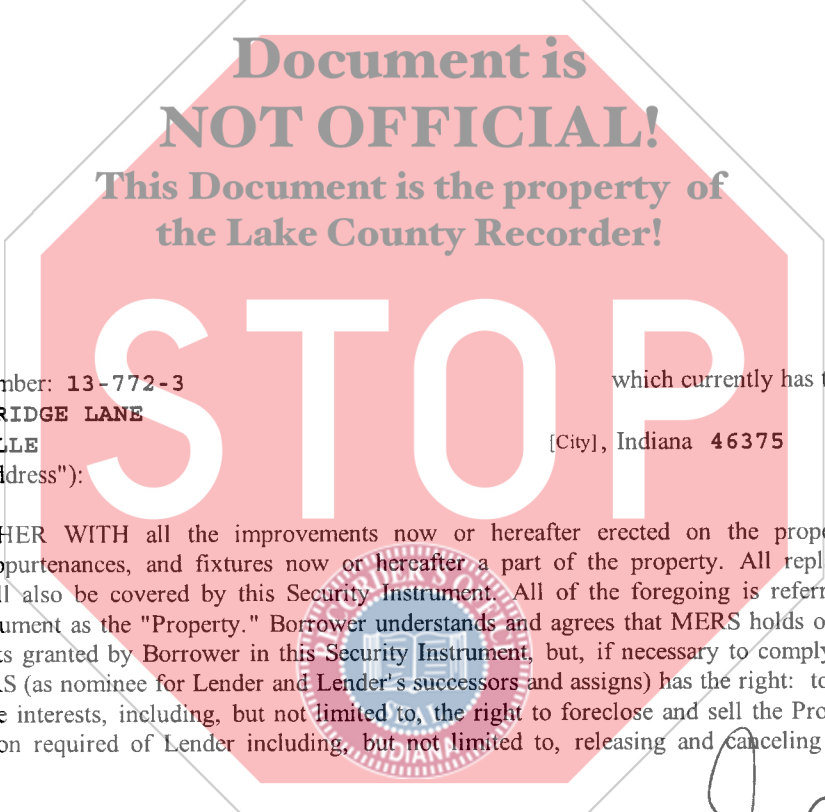 Document is
NOT OFFICIAL!
This Document is the property of
the Lake County Recorder!
STOP
mber: 13-772-3 which currently has t
RIDGE LANE
LLE [City], Indiana 46375
ddress"):
HER WITH all the improvements now or hereafter erected on the prope
ppurtenances, and fixtures now or hereafter a part of the property. All repl
ll also be covered by this Security Instrument. All of the foregoing is referr
ument as the "Property." Borrower understands and agrees that MERS holds o
ts granted by Borrower in this Security Instrument, but, if necessary to comply
RS (as nominee for Lender and Lender's successors and assigns) has the right: to
e interests, including, but not limited to, the right to foreclose and sell the Pro
on required of Lender including, but not limited to, releasing and canceling
RECORDER'S OFFICE
INDIANA